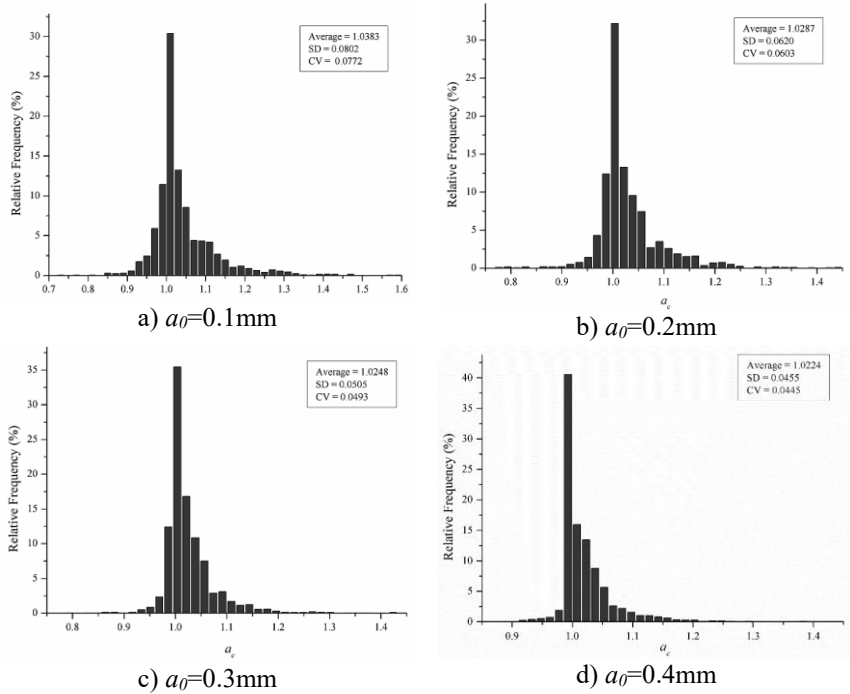 Average = 1.0383
SD = 0.0802
CV = 0.0772
Relative Frequency (%)
30
25
20
15
10
5
0
0.7 0.8 0.9 1.0 1.1 1.2 1.3 1.4 1.5 1.6
a) a0=0.1mm
Average = 1.0287
SD = 0.0620
CV = 0.0603
Relative Frequency (%)
30
25
20
15
10
5
0
0.8 0.9 1.0 1.1 1.2 1.3 1.4
ac
b) a0=0.2mm
Average = 1.0248
SD = 0.0505
CV = 0.0493
Relative Frequency (%)
35
30
25
20
15
10
5
0
0.8 0.9 1.0 1.1 1.2 1.3 1.4
ac
c) a0=0.3mm
Average = 1.0224
SD = 0.0455
CV = 0.0445
Relative Frequency (%)
40
35
30
25
20
15
10
5
0
0.9 1.0 1.1 1.2 1.3 1.4
ac
d) a0=0.4mm